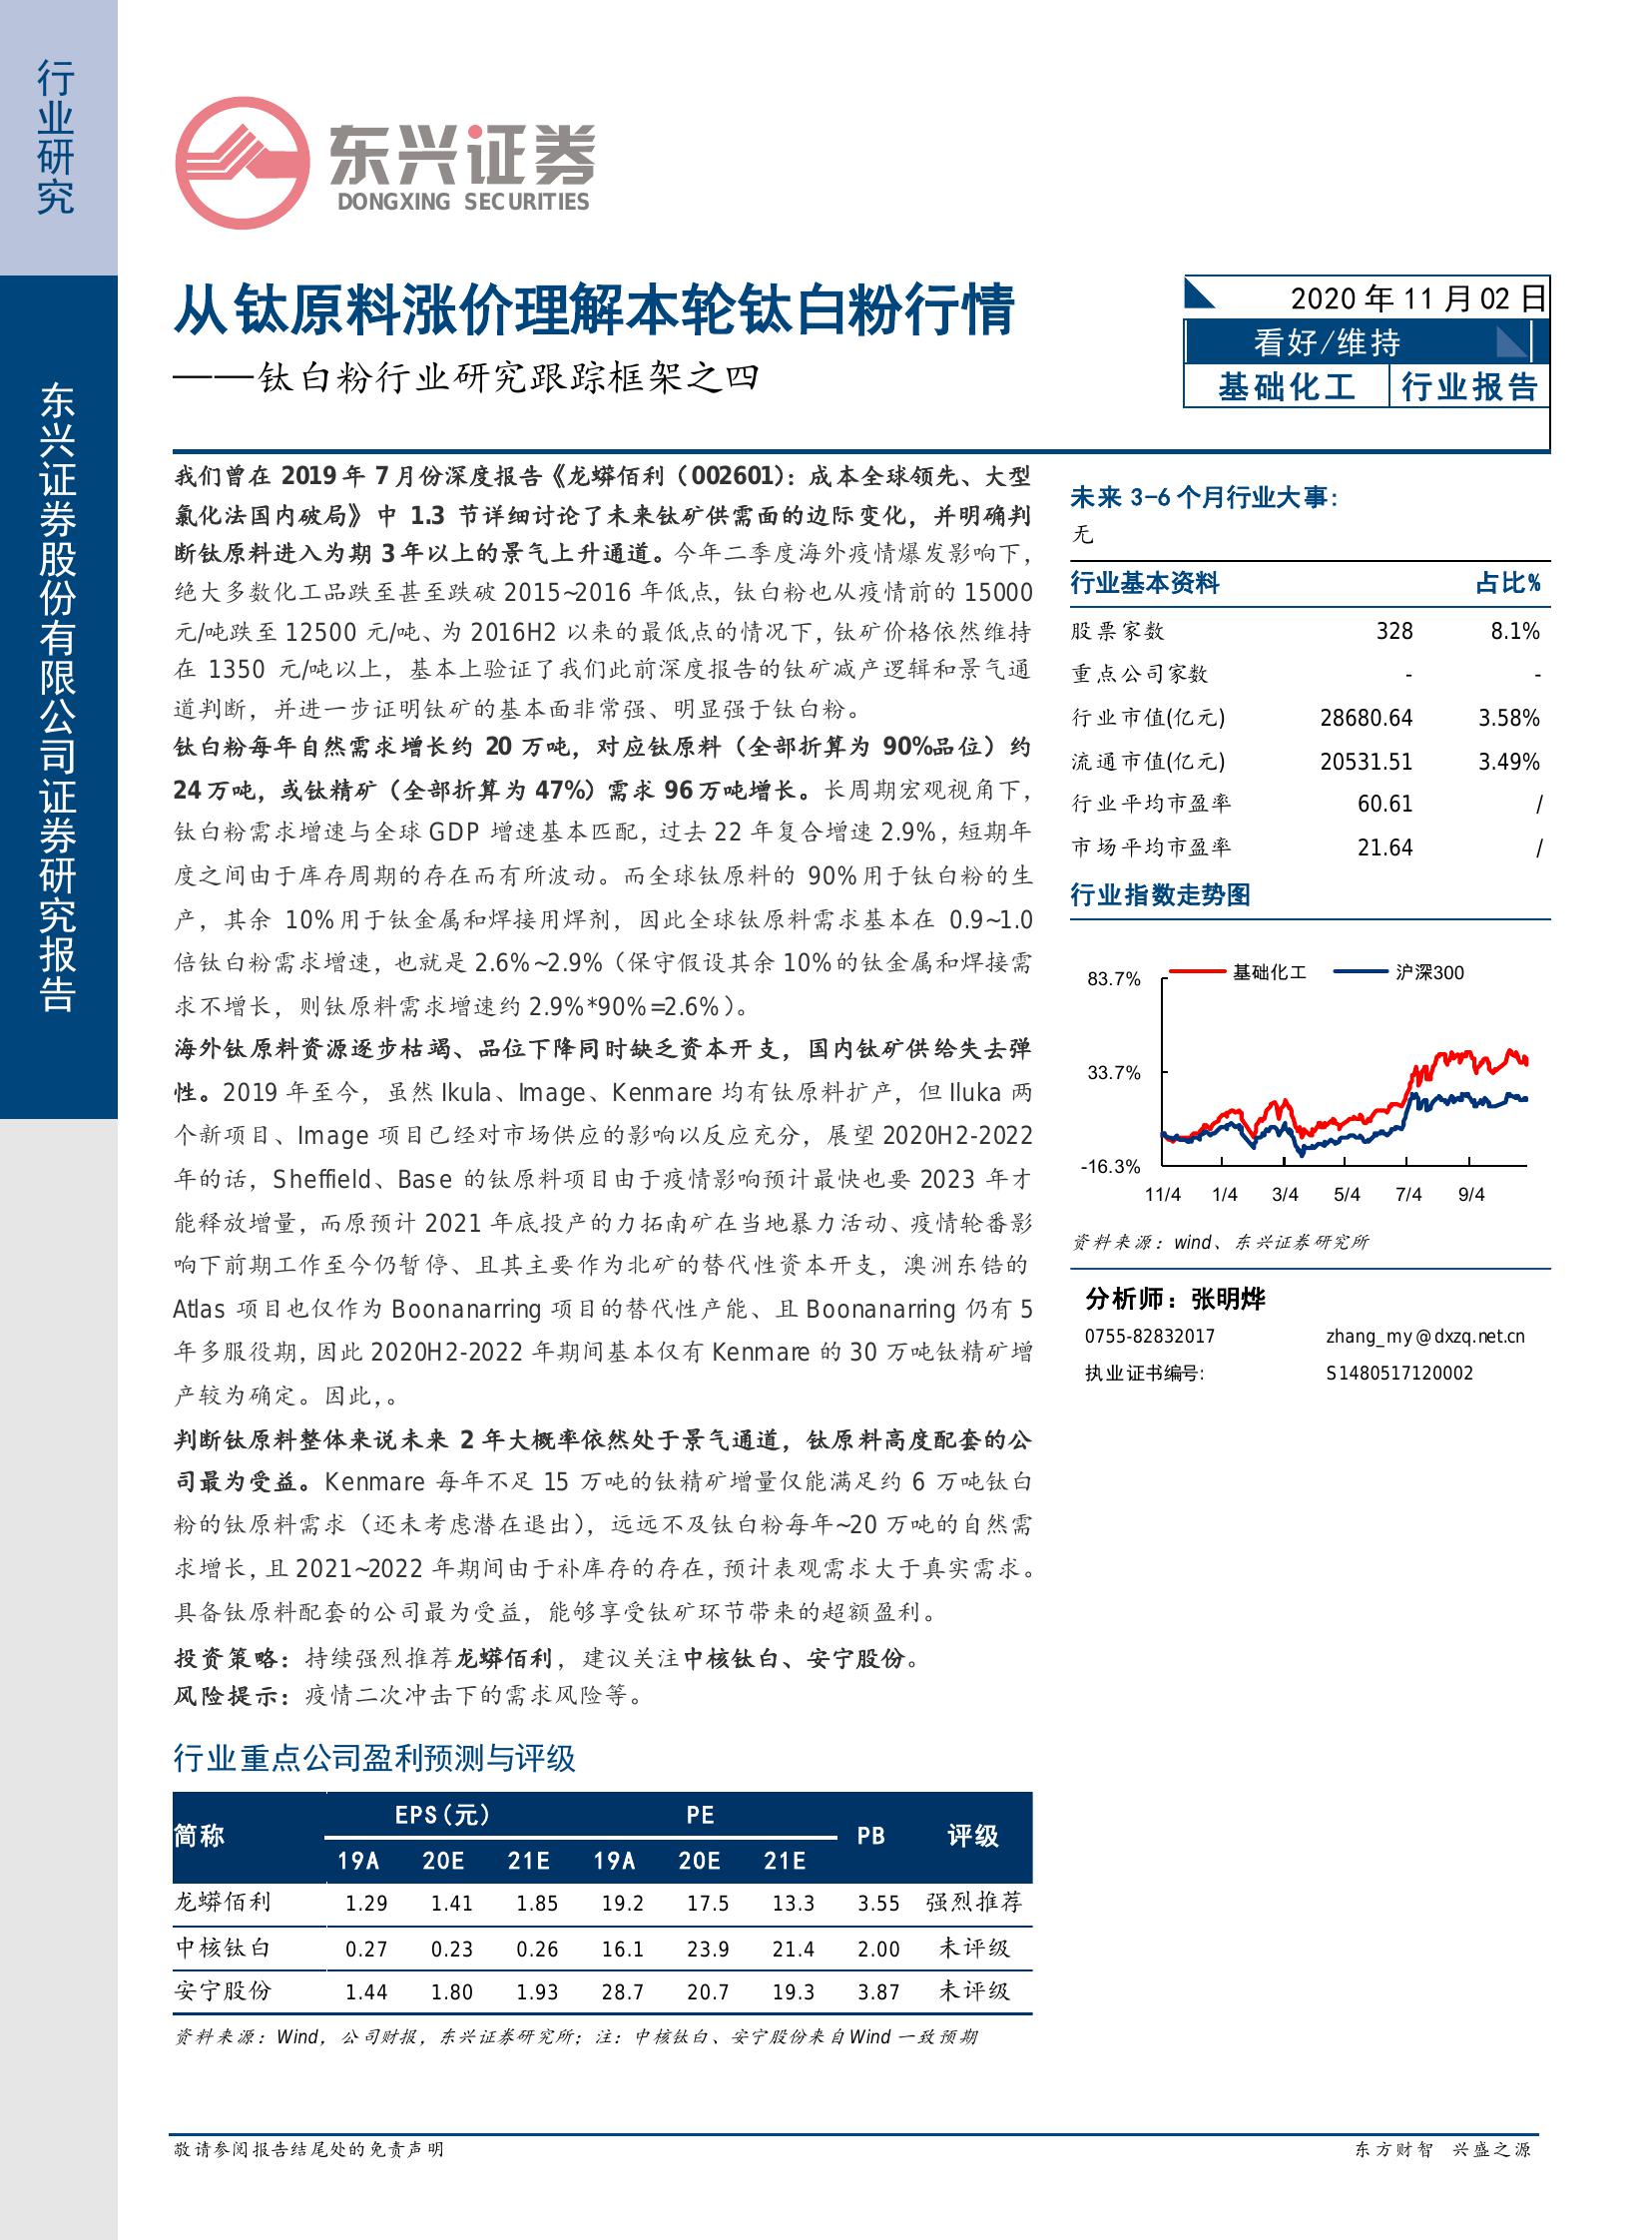 行业研究
东兴证券股份有限公司证券研究报告
东兴证券
DONGXING SECURITIES
从钛原料涨价理解本轮钛白粉行情
——钛白粉行业研究跟踪框架之四
2020 年 11 月 02 日
看好/维持
基础化工 行业报告
我们曾在 2019 年 7 月份深度报告《龙蟒佰利（002601）：成本全球领先、大型
氯化法国内破局》中 1.3 节详细讨论了未来钛矿供需面的边际变化，并明确判
断钛原料进入为期 3 年以上的景气上升通道。今年二季度海外疫情爆发影响下，
绝大多数化工品跌至甚至跌破 2015~2016 年低点，钛白粉也从疫情前的 15000
元/吨跌至 12500 元/吨、为 2016H2 以来的最低点的情况下，钛矿价格依然维持
在 1350 元/吨以上，基本上验证了我们此前深度报告的钛矿减产逻辑和景气通
道判断，并进一步证明钛矿的基本面非常强、明显强于钛白粉。
钛白粉每年自然需求增长约 20 万吨，对应钛原料（全部折算为 90%品位）约
24 万吨，或钛精矿（全部折算为 47%）需求 96 万吨增长。长周期宏观视角下，
钛白粉需求增速与全球 GDP 增速基本匹配，过去 22 年复合增速 2.9%，短期年
度之间由于库存周期的存在而有所波动。而全球钛原料的 90%用于钛白粉的生
产，其余 10%用于钛金属和焊接用焊剂，因此全球钛原料需求基本在 0.9~1.0
倍钛白粉需求增速，也就是 2.6%~2.9%（保守假设其余 10%的钛金属和焊接需
求不增长，则钛原料需求增速约 2.9%*90%=2.6%）。
海外钛原料资源逐步枯竭、品位下降同时缺乏资本开支，国内钛矿供给失去弹
性。2019 年至今，虽然 Ikula、Image、Kenmare 均有钛原料扩产，但 Iluka 两
个新项目、Image 项目已经对市场供应的影响以反应充分，展望 2020H2-2022
年的话，Sheffield、Base 的钛原料项目由于疫情影响预计最快也要 2023 年才
能释放增量，而原预计 2021 年底投产的力拓南矿在当地暴力活动、疫情轮番影
响下前期工作至今仍暂停、且其主要作为北矿的替代性资本开支，澳洲东锆的
Atlas 项目也仅作为 Boonanarring 项目的替代性产能、且 Boonanarring 仍有 5
年多服役期，因此 2020H2-2022 年期间基本仅有 Kenmare 的 30 万吨钛精矿增
产较为确定。因此，。
判断钛原料整体来说未来 2 年大概率依然处于景气通道，钛原料高度配套的公
司最为受益。Kenmare 每年不足 15 万吨的钛精矿增量仅能满足约 6 万吨钛白
粉的钛原料需求（还未考虑潜在退出），远远不及钛白粉每年~20 万吨的自然需
求增长，且 2021~2022 年期间由于补库存的存在，预计表观需求大于真实需求。
具备钛原料配套的公司最为受益，能够享受钛矿环节带来的超额盈利。
投资策略：持续强烈推荐龙蟒佰利，建议关注中核钛白、安宁股份。
风险提示：疫情二次冲击下的需求风险等。
行业重点公司盈利预测与评级
简称 EPS(元) PE PB 评级
19A 20E 21E 19A 20E 21E
龙蟒佰利 1.29 1.41 1.85 19.2 17.5 13.3 3.55 强烈推荐
中核钛白 0.27 0.23 0.26 16.1 23.9 21.4 2.00 未评级
安宁股份 1.44 1.80 1.93 28.7 20.7 19.3 3.87 未评级
资料来源：Wind，公司财报，东兴证券研究所；注：中核钛白、安宁股份来自 Wind 一致预期
未来 3-6 个月行业大事：
无
行业基本资料 占比%
股票家数 328 8.1%
重点公司家数 - -
行业市值(亿元) 28680.64 3.58%
流通市值(亿元) 20531.51 3.49%
行业平均市盈率 60.61 /
市场平均市盈率 21.64 /
行业指数走势图
基础化工 沪深300
83.7%
33.7%
-16.3%
11/4 1/4 3/4 5/4 7/4 9/4
资料来源：wind、东兴证券研究所
分析师：张明烨
0755-82832017 zhang_my@dxzq.net.cn
执业证书编号: S1480517120002
敬请参阅报告结尾处的免责声明
东方财智 兴盛之源